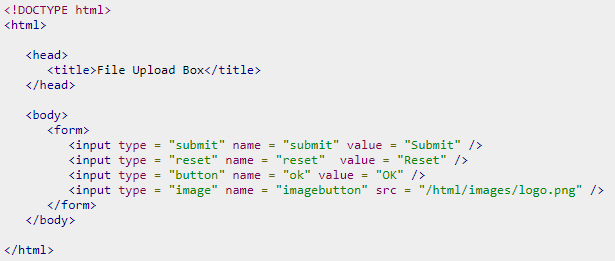 <!DOCTYPE html>
<html>
<head>
<title>File Upload Box</title>
</head>
<body>
<form>
<input type = "submit" name = "submit" value = "Submit" />
<input type = "reset" name = "reset"  value = "Reset" />
<input type = "button" name = "ok" value = "OK" />
<input type = "image" name = "imagebutton" src = "/html/images/logo.png" />
</form>
</body>
</html>